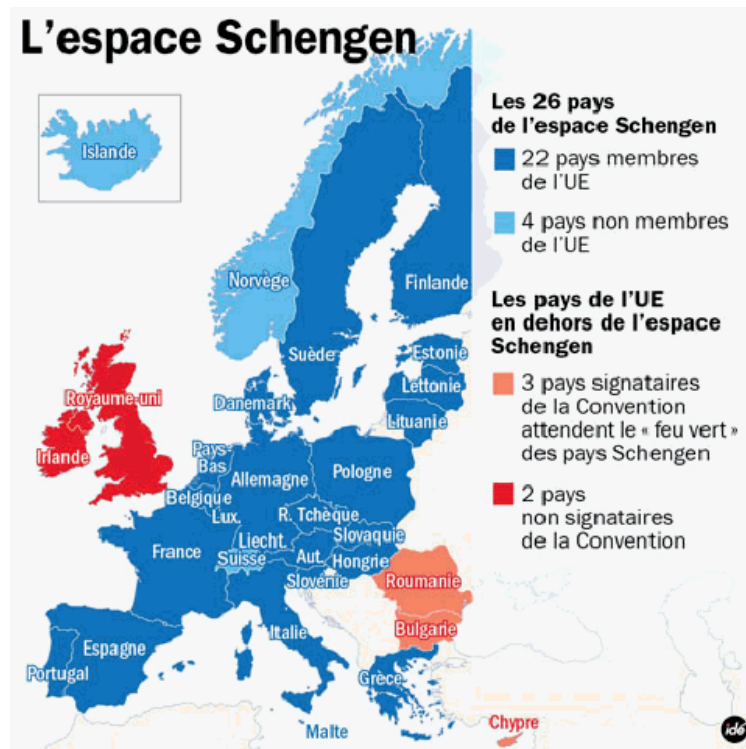 L'espace Schengen
Islande
Norvège
Finlande
Suède
Estonie
Lettonie
Lituanie
Danemark
Royaume-uni
Irlande
Pays-
Bas
Allemagne
Pologne
Belgique
Lux.
R. Tchèque
Slovaquie
France
Liecht.
Suisse
Aut.
Hongrie
Slovénie
Roumanie
Bulgarie
Italie
Espagne
Portugal
Grèce
Malte
Chypre
Les 26 pays
de l'espace Schengen
22 pays membres
de l'UE
4 pays non membres
de l'UE
Les pays de l'UE
en dehors de l'espace
Schengen
3 pays signataires
de la Convention
attendent le « feu vert »
des pays Schengen
2 pays
non signataires
de la Convention
idé